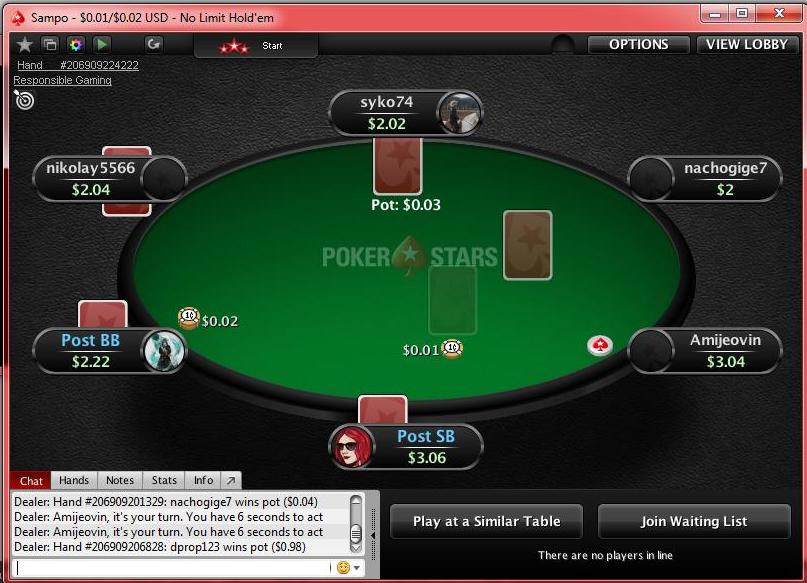 Sampo - $0.01/$0.02 USD - No Limit Hold'em
Start
OPTIONS
VIEW LOBBY
Hand #206909224222
Responsible Gaming
syko74
$2.02
nikolay5566
$2.04
nachogige7
$2
Pot: $0.03
POKER STARS
$0.02
1¢
Post BB
$2.22
$0.01
1¢
Amijeovin
$3.04
Post SB
$3.06
Chat
Hands
Notes
Stats
Info
Dealer: Hand #206909201329: nachogige7 wins pot ($0.04)
Dealer: Amijeovin, it's your turn. You have 6 seconds to act
Dealer: Amijeovin, it's your turn. You have 6 seconds to act
Dealer: Hand #206909206828: dprop123 wins pot ($0.98)
Play at a Similar Table
Join Waiting List
There are no players in line